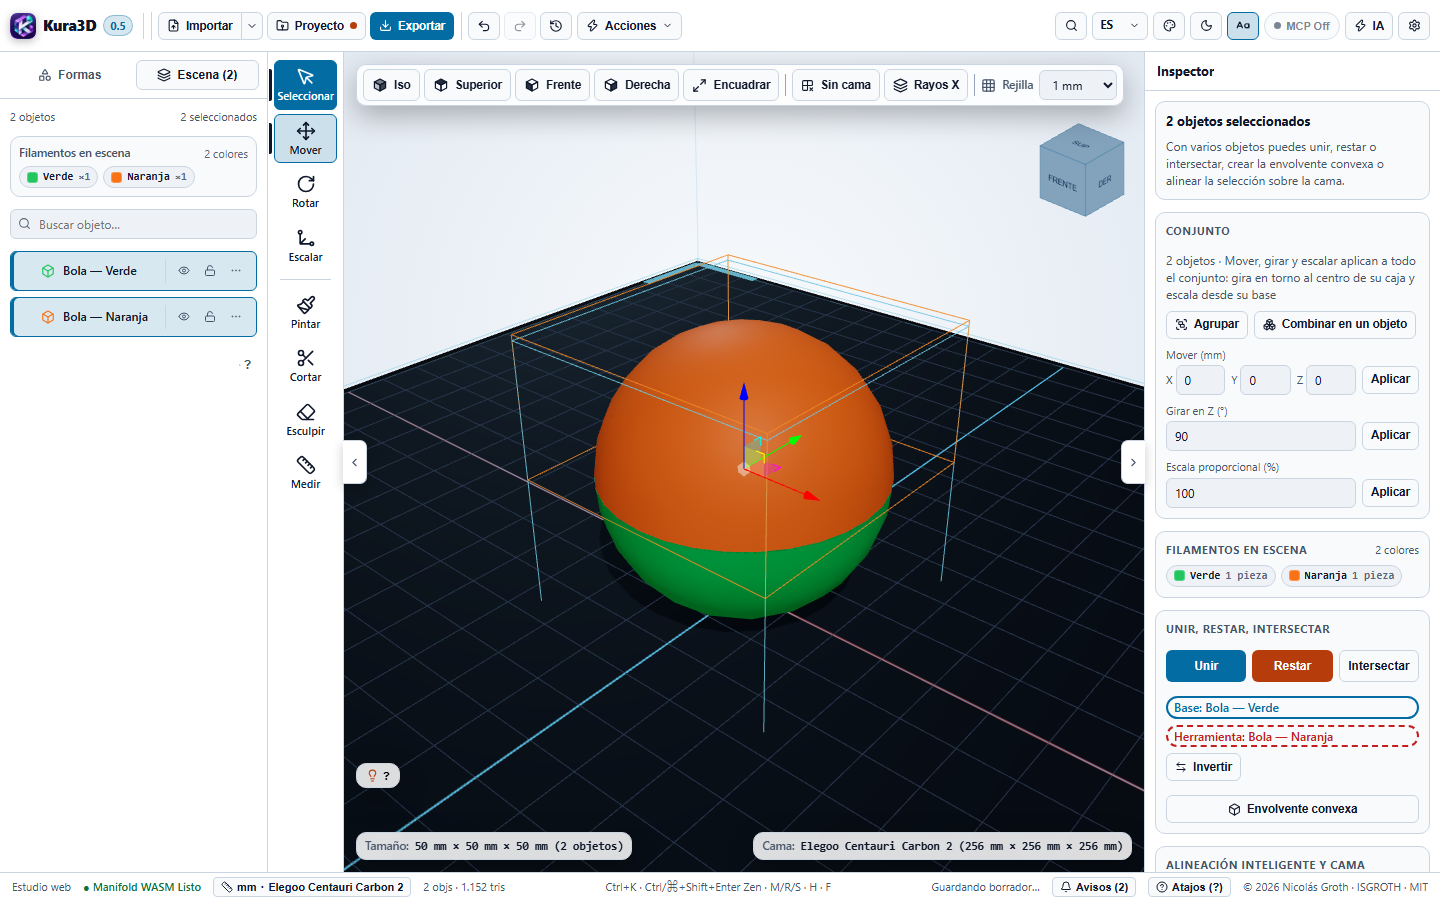 Kura3D 0.5 Importar Proyecto Exportar Acciones ES Aa MCP Off IA
Formas Escena (2)
2 objetos 2 seleccionados
Filamentos en escena 2 colores
Verde ×1 Naranja ×1
Buscar objeto...
Bola — Verde
Bola — Naranja
?
Seleccionar
Mover
Rotar
Escalar
Pintar
Cortar
Esculpir
Medir
Iso Superior Frente Derecha Encuadrar Sin cama Rayos X Rejilla 1 mm
SUP
FRENTE DER
?
Tamaño: 50 mm × 50 mm × 50 mm (2 objetos)
Cama: Elegoo Centauri Carbon 2 (256 mm × 256 mm × 256 mm)
Inspector
2 objetos seleccionados
Con varios objetos puedes unir, restar o
intersectar, crear la envolvente convexa o
alinear la selección sobre la cama.
CONJUNTO
2 objetos · Mover, girar y escalar aplican a todo
el conjunto: gira en torno al centro de su caja y
escala desde su base
Agrupar Combinar en un objeto
Mover (mm)
X 0 Y 0 Z 0 Aplicar
Girar en Z (°)
90 Aplicar
Escala proporcional (%)
100 Aplicar
FILAMENTOS EN ESCENA 2 colores
Verde 1 pieza Naranja 1 pieza
UNIR, RESTAR, INTERSECTAR
Unir Restar Intersectar
Base: Bola — Verde
Herramienta: Bola — Naranja
Invertir
Envolvente convexa
ALINEACIÓN INTELIGENTE Y CAMA
Estudio web ● Manifold WASM Listo mm · Elegoo Centauri Carbon 2 2 objs · 1.152 tris Ctrl+K · Ctrl/⌘+Shift+Enter Zen · M/R/S · H · F Guardando borrador... Avisos (2) Atajos (?) © 2026 Nicolás Groth · ISGROTH · MIT